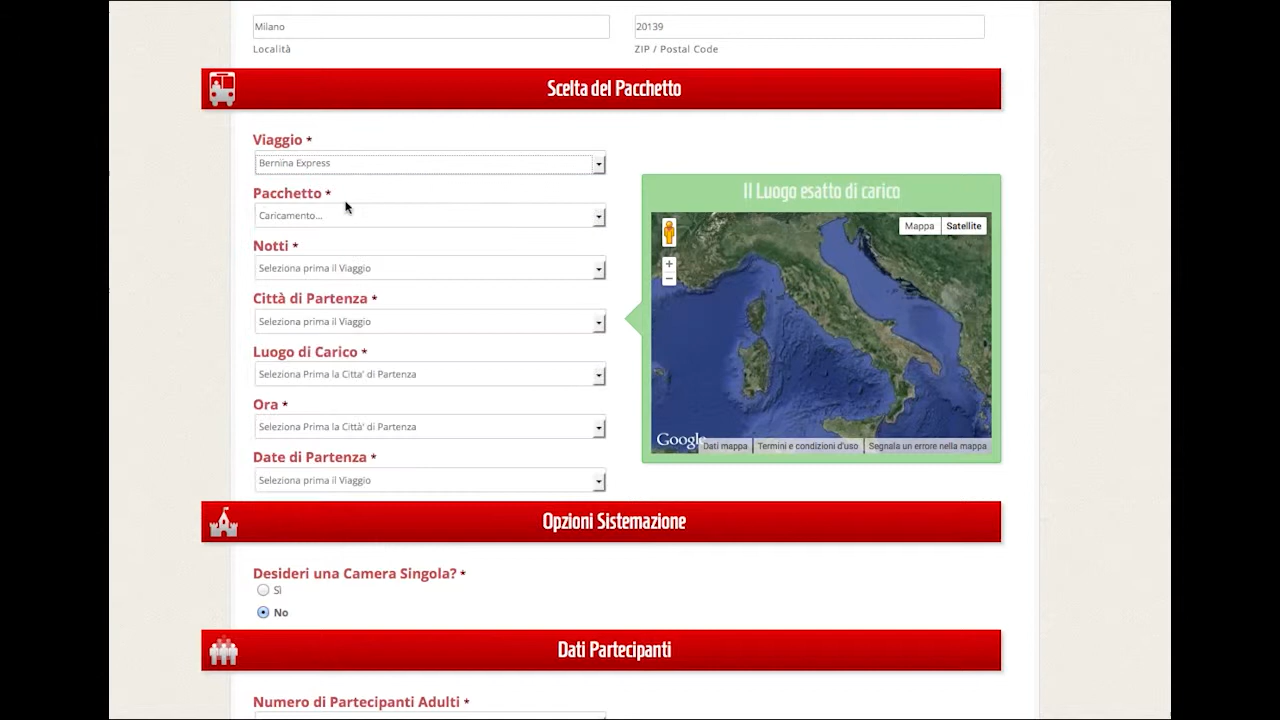 Milano
20139
Località
ZIP / Postal Code
Scelta del Pacchetto
Viaggio *
Bernina Express
Pacchetto *
Caricamento...
Notti *
Seleziona prima il Viaggio
Città di Partenza *
Seleziona prima il Viaggio
Luogo di Carico *
Seleziona Prima la Citta' di Partenza
Ora *
Seleziona Prima la Città' di Partenza
Date di Partenza *
Seleziona prima il Viaggio
Il Luogo esatto di carico
Mappa
Satellite
+
−
Google
Dati mappa
Termini e condizioni d'uso
Segnala un errore nella mappa
Opzioni Sistemazione
Desideri una Camera Singola? *
Sì
No
Dati Partecipanti
Numero di Partecipanti Adulti *